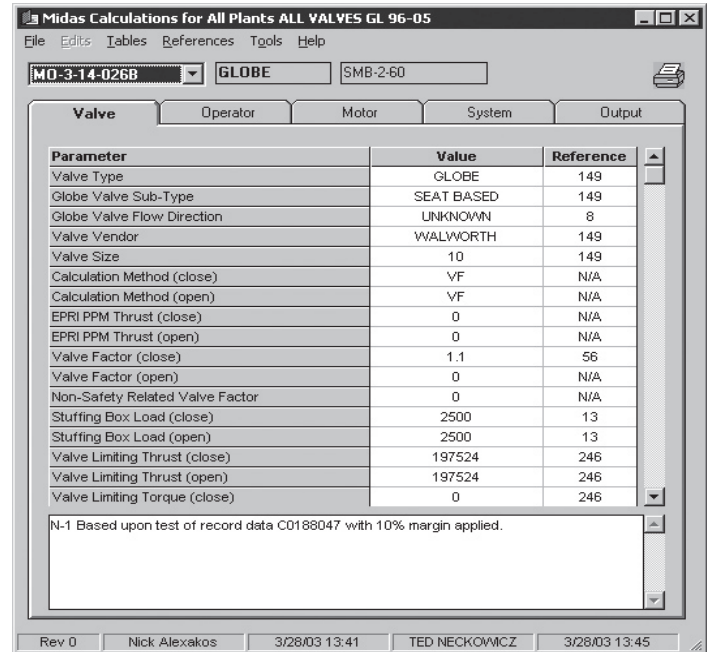 Midas Calculations for All Plants ALL VALVES GL 96-05
File Edits Tables References Tools Help
MO-3-14-026B GLOBE SMB-2-60
Valve Operator Motor System Output
Parameter Value Reference
Valve Type GLOBE 149
Globe Valve Sub-Type SEAT BASED 149
Globe Valve Flow Direction UNKNOWN 8
Valve Vendor WALWORTH 149
Valve Size 10 149
Calculation Method (close) VF N/A
Calculation Method (open) VF N/A
EPRI PPM Thrust (close) 0 N/A
EPRI PPM Thrust (open) 0 N/A
Valve Factor (close) 1.1 56
Valve Factor (open) 0 N/A
Non-Safety Related Valve Factor 0 N/A
Stuffing Box Load (close) 2500 13
Stuffing Box Load (open) 2500 13
Valve Limiting Thrust (close) 197524 246
Valve Limiting Thrust (open) 197524 246
Valve Limiting Torque (close) 0 246
N-1 Based upon test of record data C0188047 with 10% margin applied.
Rev 0 Nick Alexakos 3/28/03 13:41 TED NECKOWICZ 3/28/03 13:45